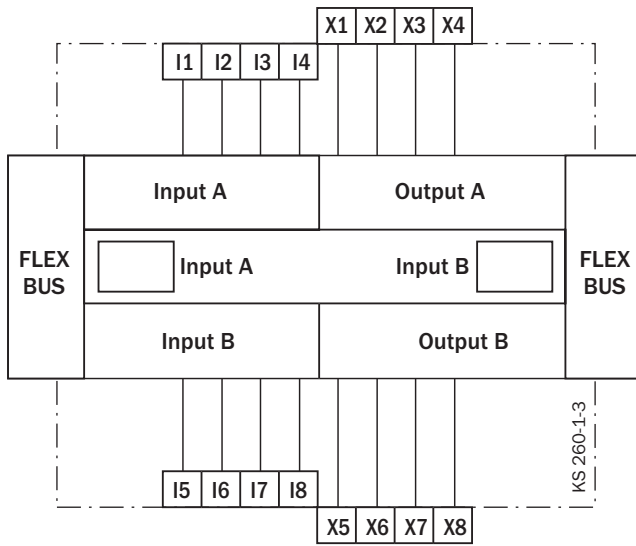 X1 X2 X3 X4
I1 I2 I3 I4
Input A Output A
FLEX BUS
Input A Input B
FLEX BUS
Input B Output B
KS 260-1-3
I5 I6 I7 I8
X5 X6 X7 X8